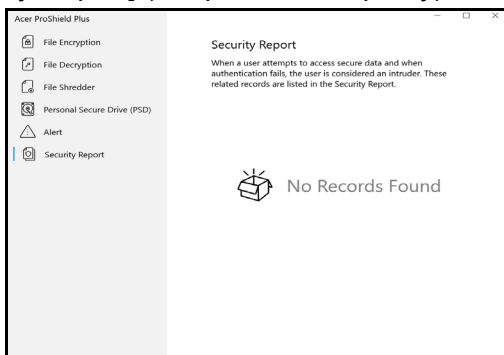 Acer ProShield Plus
File Encryption
File Decryption
File Shredder
Personal Secure Drive (PSD)
Alert
Security Report
Security Report
When a user attempts to access secure data and when
authentication fails, the user is considered an intruder. These
related records are listed in the Security Report.
No Records Found